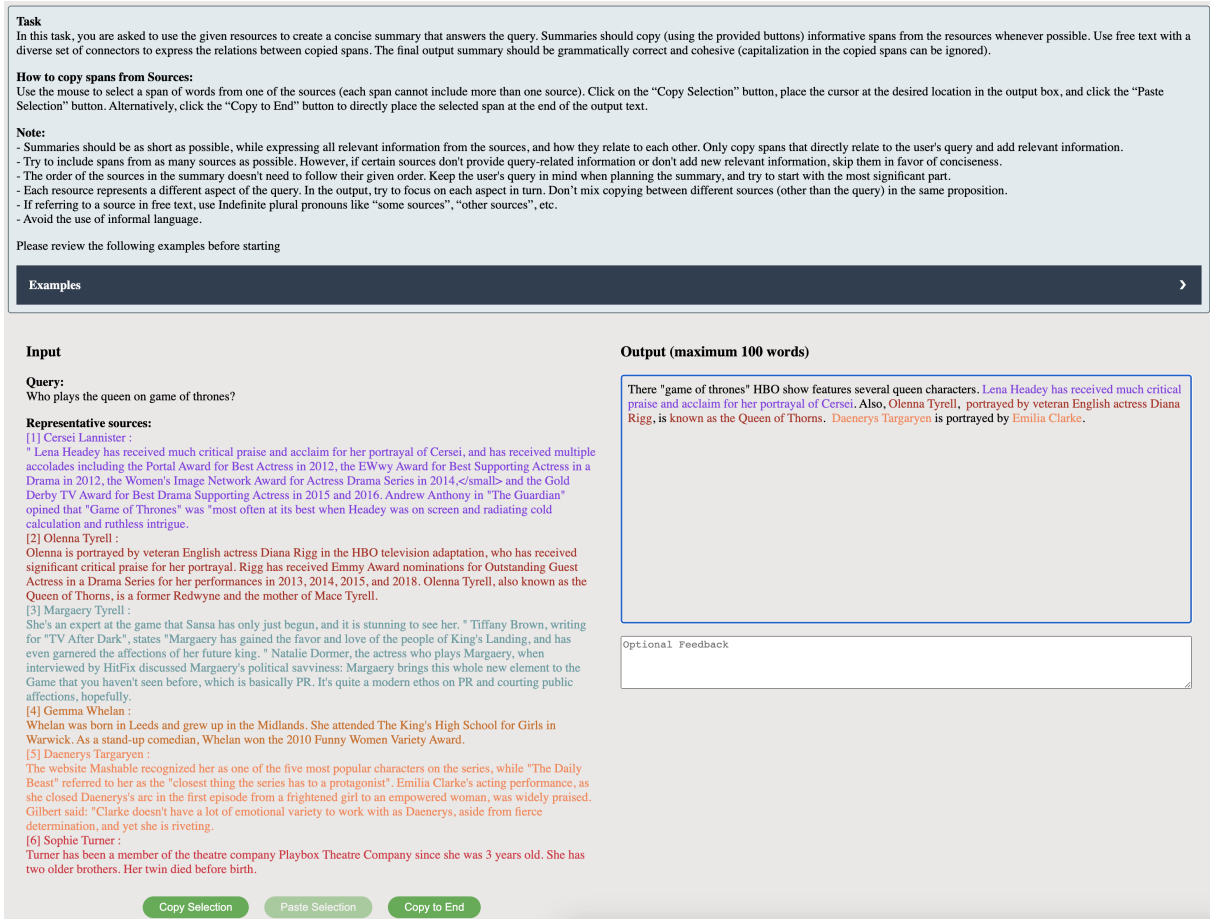 Task
In this task, you are asked to use the given resources to create a concise summary that answers the query. Summaries should copy (using the provided buttons) informative spans from the resources whenever possible. Use free text with a
diverse set of connectors to express the relations between copied spans. The final output summary should be grammatically correct and cohesive (capitalization in the copied spans can be ignored).
How to copy spans from Sources:
Use the mouse to select a span of words from one of the sources (each span cannot include more than one source). Click on the “Copy Selection” button, place the cursor at the desired location in the output box, and click the “Paste
Selection” button. Alternatively, click the “Copy to End” button to directly place the selected span at the end of the output text.
Note:
- Summaries should be as short as possible, while expressing all relevant information from the sources, and how they relate to each other. Only copy spans that directly relate to the user's query and add relevant information.
- Try to include spans from as many sources as possible. However, if certain sources don't provide query-related information or don't add new relevant information, skip them in favor of conciseness.
- The order of the sources in the summary doesn't need to follow their given order. Keep the user's query in mind when planning the summary, and try to start with the most significant part.
- Each resource represents a different aspect of the query. In the output, try to focus on each aspect in turn. Don’t mix copying between different sources (other than the query) in the same proposition.
- If referring to a source in free text, use Indefinite plural pronouns like “some sources”, “other sources”, etc.
- Avoid the use of informal language.
Please review the following examples before starting
Examples
Input
Query:
Who plays the queen on game of thrones?
Representative sources:
[1] Cersei Lannister :
" Lena Headey has received much critical praise and acclaim for her portrayal of Cersei, and has received multiple
accolades including the Portal Award for Best Actress in 2012, the EWwy Award for Best Supporting Actress in a
Drama in 2012, the Women's Image Network Award for Actress Drama Series in 2014,</small> and the Gold
Derby TV Award for Best Drama Supporting Actress in 2015 and 2016. Andrew Anthony in "The Guardian"
opined that "Game of Thrones" was "most often at its best when Headey was on screen and radiating cold
calculation and ruthless intrigue.
[2] Olenna Tyrell :
Olenna is portrayed by veteran English actress Diana Rigg in the HBO television adaptation, who has received
significant critical praise for her portrayal. Rigg has received Emmy Award nominations for Outstanding Guest
Actress in a Drama Series for her performances in 2013, 2014, 2015, and 2018. Olenna Tyrell, also known as the
Queen of Thorns, is a former Redwyne and the mother of Mace Tyrell.
[3] Margaery Tyrell :
She's an expert at the game that Sansa has only just begun, and it is stunning to see her. " Tiffany Brown, writing
for "TV After Dark", states "Margaery has gained the favor and love of the people of King's Landing, and has
even garnered the affections of her future king. " Natalie Dormer, the actress who plays Margaery, when
interviewed by HitFix discussed Margaery's political savviness: Margaery brings this whole new element to the
Game that you haven't seen before, which is basically PR. It's quite a modern ethos on PR and courting public
affections, hopefully.
[4] Gemma Whelan :
Whelan was born in Leeds and grew up in the Midlands. She attended The King's High School for Girls in
Warwick. As a stand-up comedian, Whelan won the 2010 Funny Women Variety Award.
[5] Daenerys Targaryen :
The website Mashable recognized her as one of the five most popular characters on the series, while "The Daily
Beast" referred to her as the "closest thing the series has to a protagonist". Emilia Clarke's acting performance, as
she closed Daenerys's arc in the first episode from a frightened girl to an empowered woman, was widely praised.
Gilbert said: "Clarke doesn't have a lot of emotional variety to work with as Daenerys, aside from fierce
determination, and yet she is riveting.
[6] Sophie Turner :
Turner has been a member of the theatre company Playbox Theatre Company since she was 3 years old. She has
two older brothers. Her twin died before birth.
Copy Selection
Paste Selection
Copy to End
Output (maximum 100 words)
There "game of thrones" HBO show features several queen characters. Lena Headey has received much critical
praise and acclaim for her portrayal of Cersei. Also, Olenna Tyrell, portrayed by veteran English actress Diana
Rigg, is known as the Queen of Thorns. Daenerys Targaryen is portrayed by Emilia Clarke.
Optional Feedback